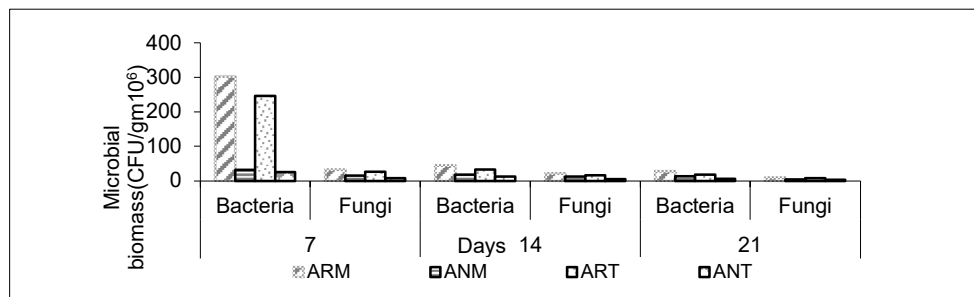 Microbial
biomass(CFU/gm10⁶)
400
300
200
100
0
Bacteria Fungi Bacteria Fungi Bacteria Fungi
7 Days 14 21
ARM ANM ART ANT